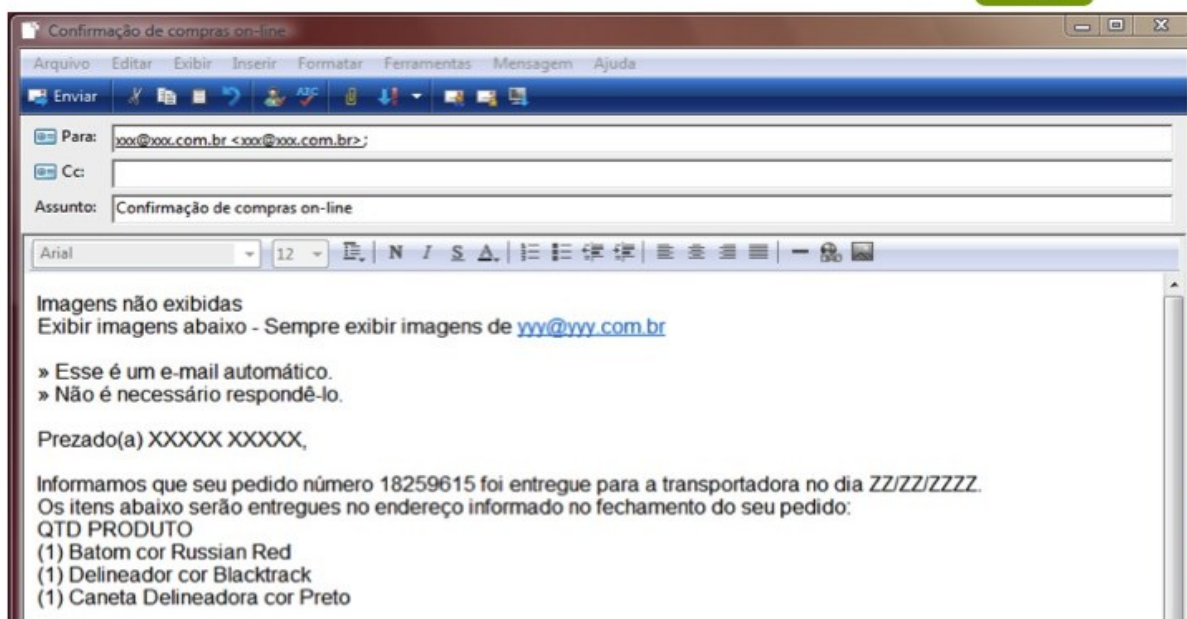 Confirmação de compras on-line
Arquivo Editar Exibir Inserir Formatar Ferramentas Mensagem Ajuda
Enviar ABC
Para: xxx@xxx.com.br <xxx@xxx.com.br>;
Cc:
Assunto: Confirmação de compras on-line
Arial 12 N I S A
Imagens não exibidas
Exibir imagens abaixo - Sempre exibir imagens de yyy@yyy.com.br
» Esse é um e-mail automático.
» Não é necessário respondê-lo.
Prezado(a) XXXXX XXXXX,
Informamos que seu pedido número 18259615 foi entregue para a transportadora no dia ZZ/ZZ/ZZZZ.
Os itens abaixo serão entregues no endereço informado no fechamento do seu pedido:
QTD PRODUTO
(1) Batom cor Russian Red
(1) Delineador cor Blacktrack
(1) Caneta Delineadora cor Preto